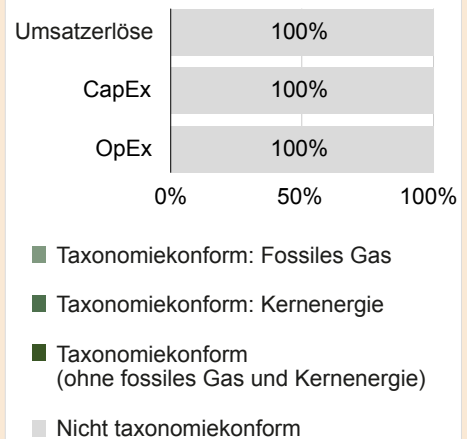 Umsatzerlöse 100%
CapEx 100%
OpEx 100%
0% 50% 100%
Taxonomiekonform: Fossiles Gas
Taxonomiekonform: Kernenergie
Taxonomiekonform
(ohne fossiles Gas und Kernenergie)
Nicht taxonomiekonform